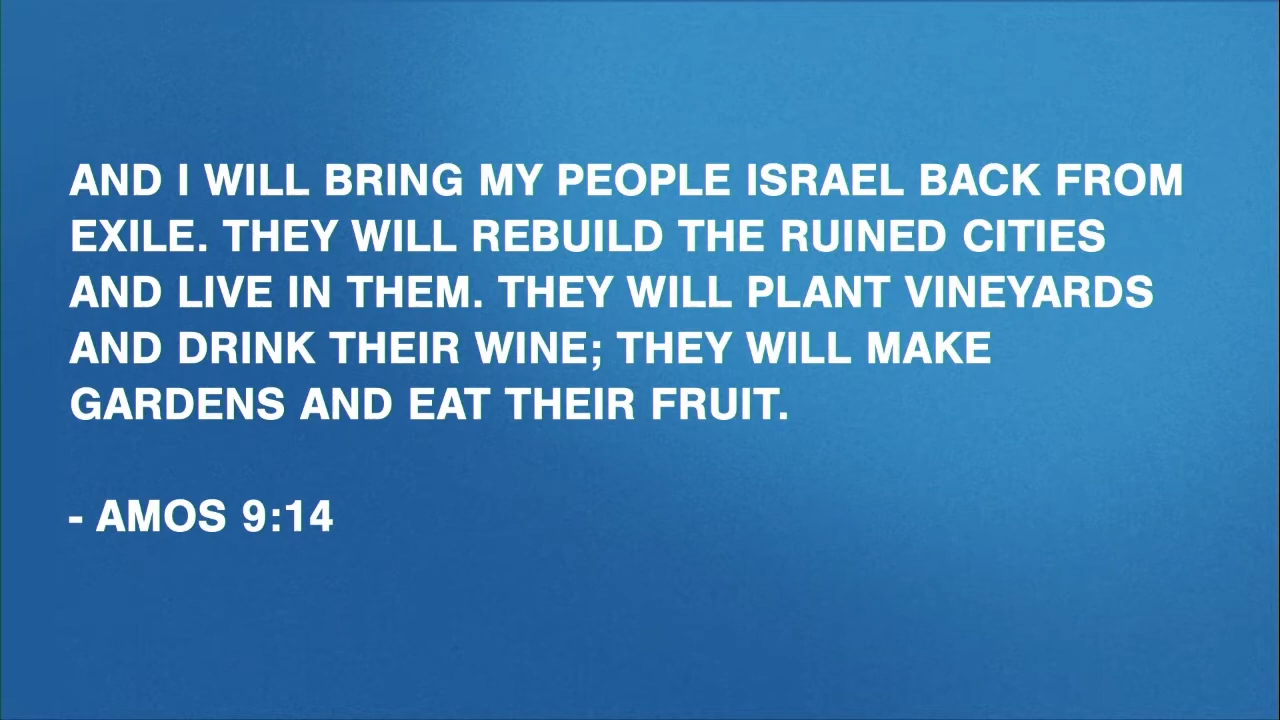 AND I WILL BRING MY PEOPLE ISRAEL BACK FROM
EXILE. THEY WILL REBUILD THE RUINED CITIES
AND LIVE IN THEM. THEY WILL PLANT VINEYARDS
AND DRINK THEIR WINE; THEY WILL MAKE
GARDENS AND EAT THEIR FRUIT.
- AMOS 9:14